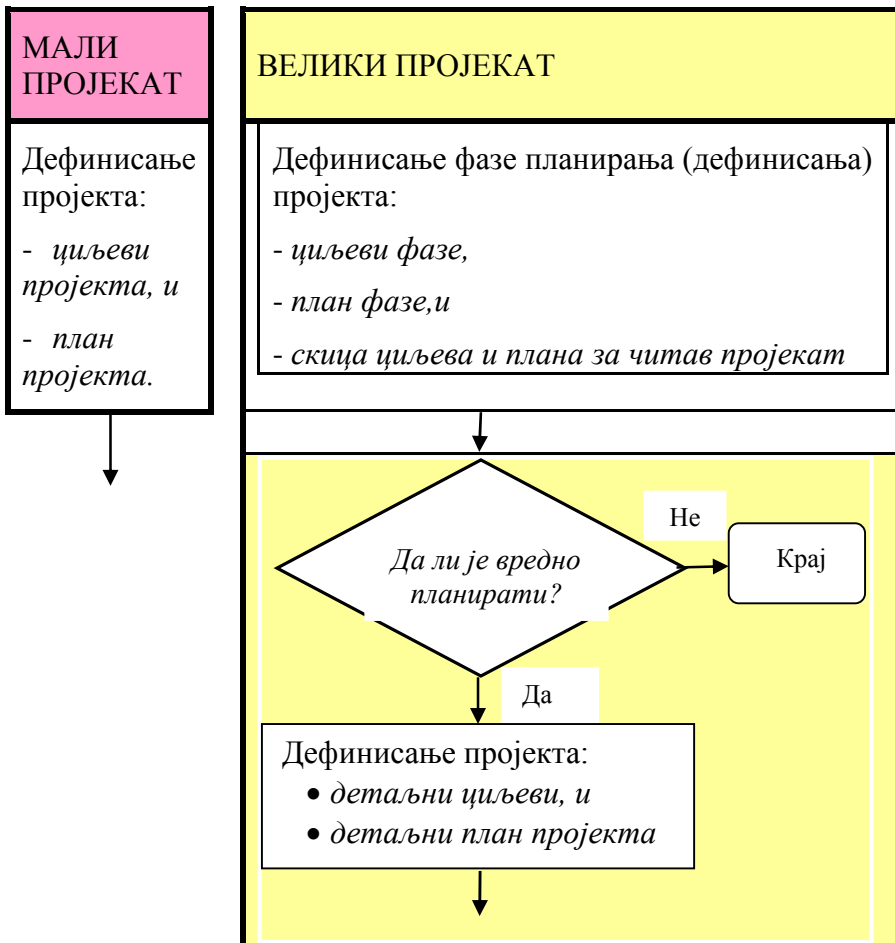 МАЛИ
ПРОЈЕКАТ
Дефинисање
пројекта:
- циљеви
пројекта, и
- план
пројекта.
ВЕЛИКИ ПРОЈЕКАТ
Дефинисање фазе планирања (дефинисања)
пројекта:
- циљеви фазе,
- план фазе,и
- скица циљева и плана за читав пројекат
Да ли је вредно
планирати?
Не
Крај
Да
Дефинисање пројекта:
• детаљни циљеви, и
• детаљни план пројекта